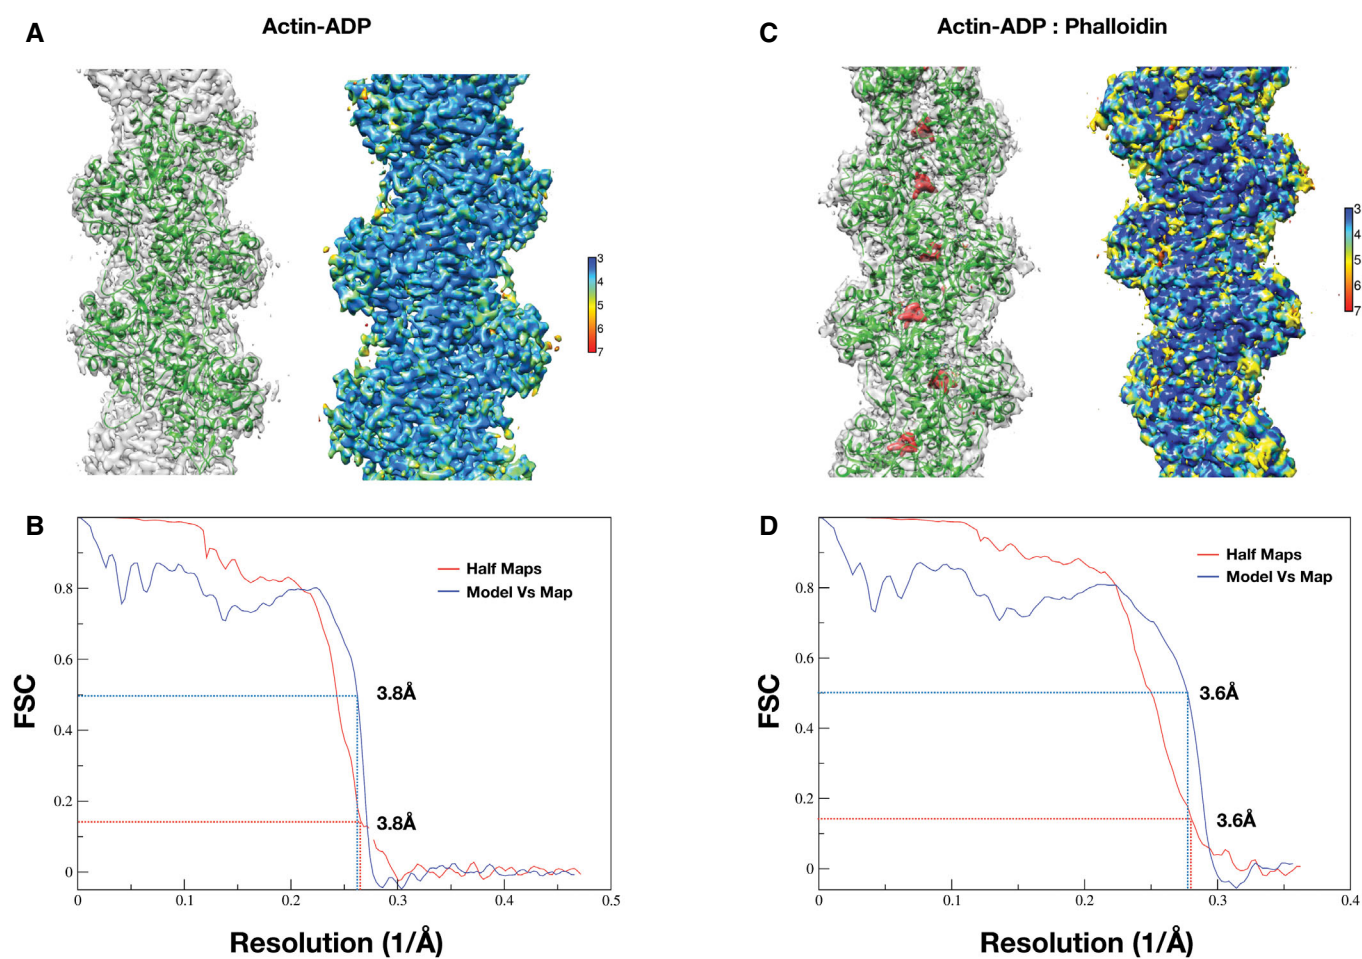 A
Actin-ADP
3
4
5
6
7
B
Half Maps
Model Vs Map
0.8
0.6
0.4
0.2
0
3.8Å
3.8Å
FSC
0
0.1
0.2
0.3
0.4
0.5
Resolution (1/Å)
C
Actin-ADP : Phalloidin
3
4
5
6
7
D
Half Maps
Model Vs Map
0.8
0.6
0.4
0.2
0
3.6Å
3.6Å
FSC
0
0.1
0.2
0.3
0.4
Resolution (1/Å)